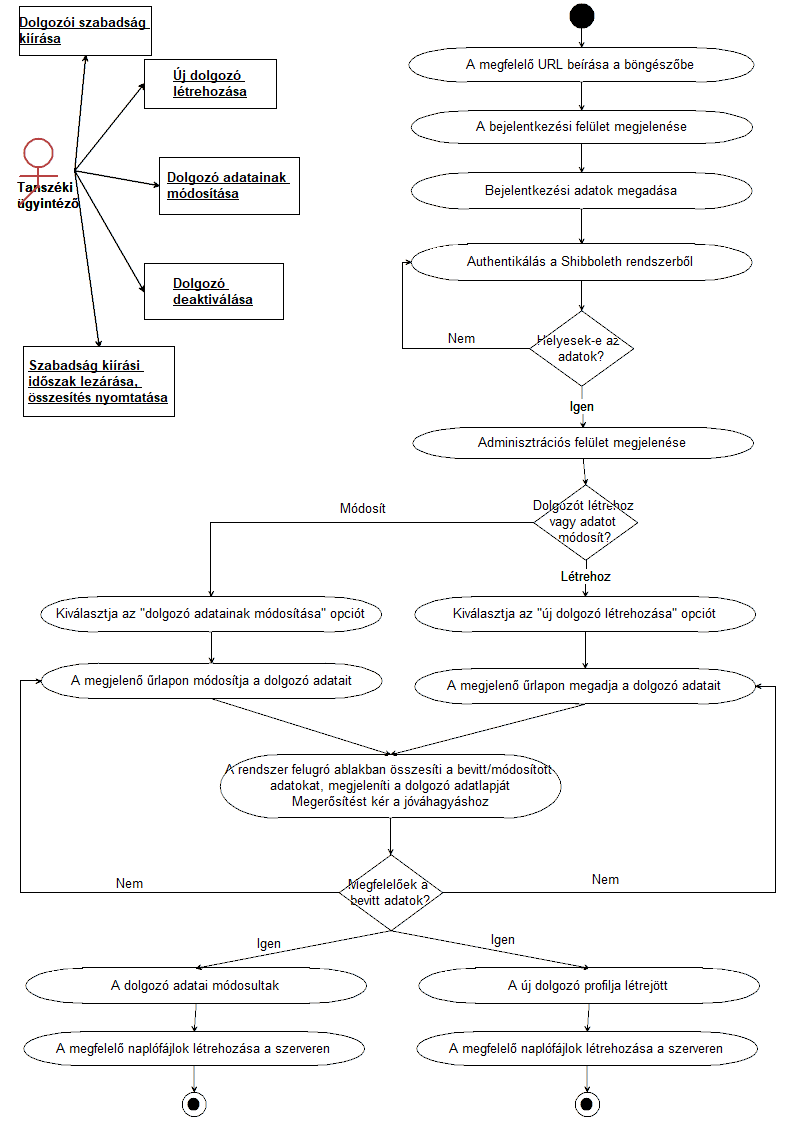 Dolgozói szabadság
kiírása
Új dolgozó
létrehozása
Tanszéki
ügyintéző
Dolgozó adatainak
módosítása
Dolgozó
deaktiválása
Szabadság kiírási
időszak lezárása,
összesítés nyomtatása
A megfelelő URL beírása a böngészőbe
A bejelentkezési felület megjelenése
Bejelentkezési adatok megadása
Authentikálás a Shibboleth rendszerből
Helyesek-e az
adatok?
Nem
Igen
Adminisztrációs felület megjelenése
Dolgozót létrehoz
vagy adatot
módosít?
Módosít
Létrehoz
Kiválasztja az "dolgozó adatainak módosítása" opciót
Kiválasztja az "új dolgozó létrehozása" opciót
A megjelenő űrlapon módosítja a dolgozó adatait
A megjelenő űrlapon megadja a dolgozó adatait
A rendszer felugró ablakban összesíti a bevitt/módosított
adatokat, megjeleníti a dolgozó adatlapját
Megerősítést kér a jóváhagyáshoz
Megfelelőek a
bevitt adatok?
Nem
Nem
Igen
Igen
A dolgozó adatai módosultak
A új dolgozó profilja létrejött
A megfelelő naplófájlok létrehozása a szerveren
A megfelelő naplófájlok létrehozása a szerveren